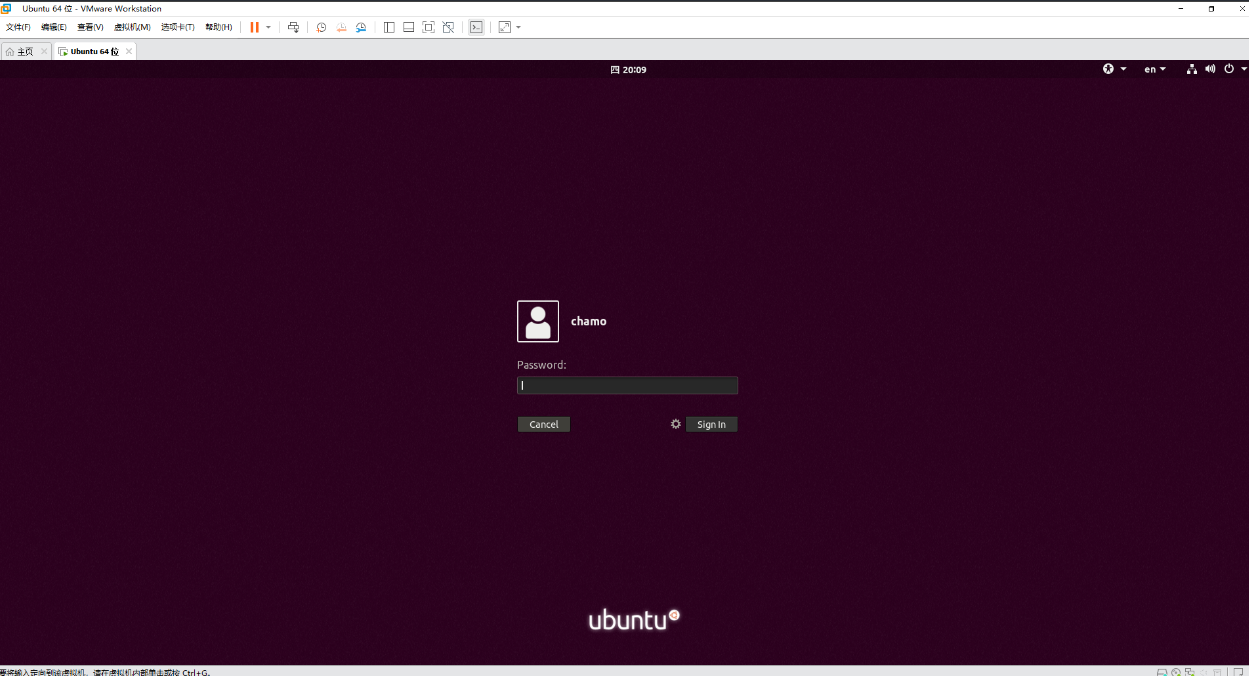 Ubuntu 64 位 - VMware Workstation
文件(F) 编辑(E) 查看(V) 虚拟机(M) 选项卡(T) 帮助(H)
主页 Ubuntu 64 位
四 20:09 en
chamo
Password:
Cancel Sign In
ubuntu
要将输入定向到该虚拟机，请在虚拟机内部单击或按 Ctrl+G。